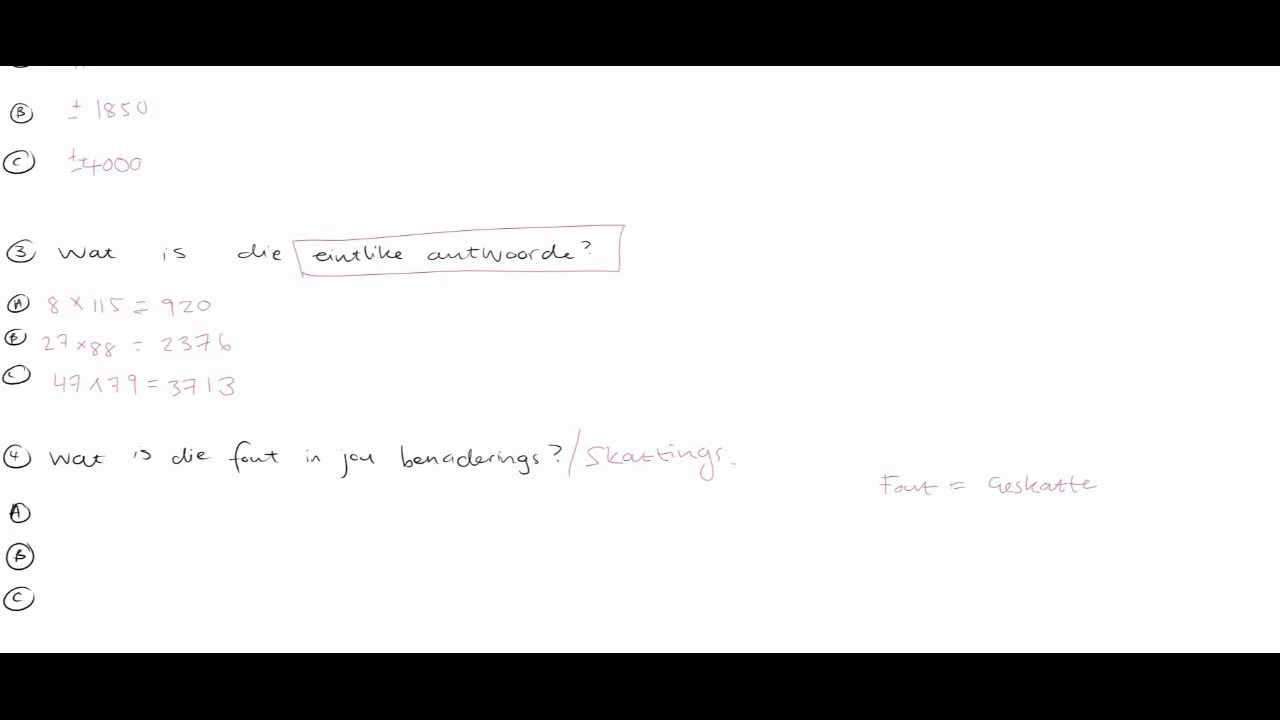 B ± 1850
C ± 4000
3 Wat is die eintlike antwoorde?
A 8 × 115 = 920
B 27 × 88 = 2376
C 47 × 79 = 3713
4 Wat is die fout in jou benaderings? / Skattings.
Fout = Geskatte
A
B
C